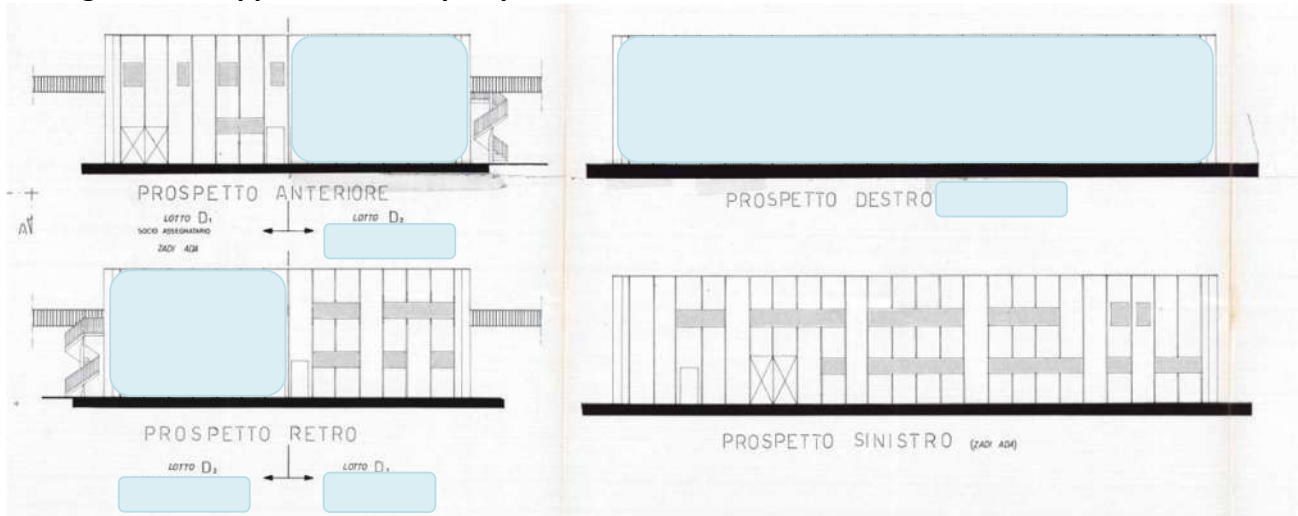 PROSPETTO ANTERIORE
LOTTO D₁
SOCIO ASSEGNATARIO
ZADI ADA
LOTTO D₂
PROSPETTO DESTRO
PROSPETTO RETRO
LOTTO D₂
LOTTO D₁
PROSPETTO SINISTRO (ZADI ADA)